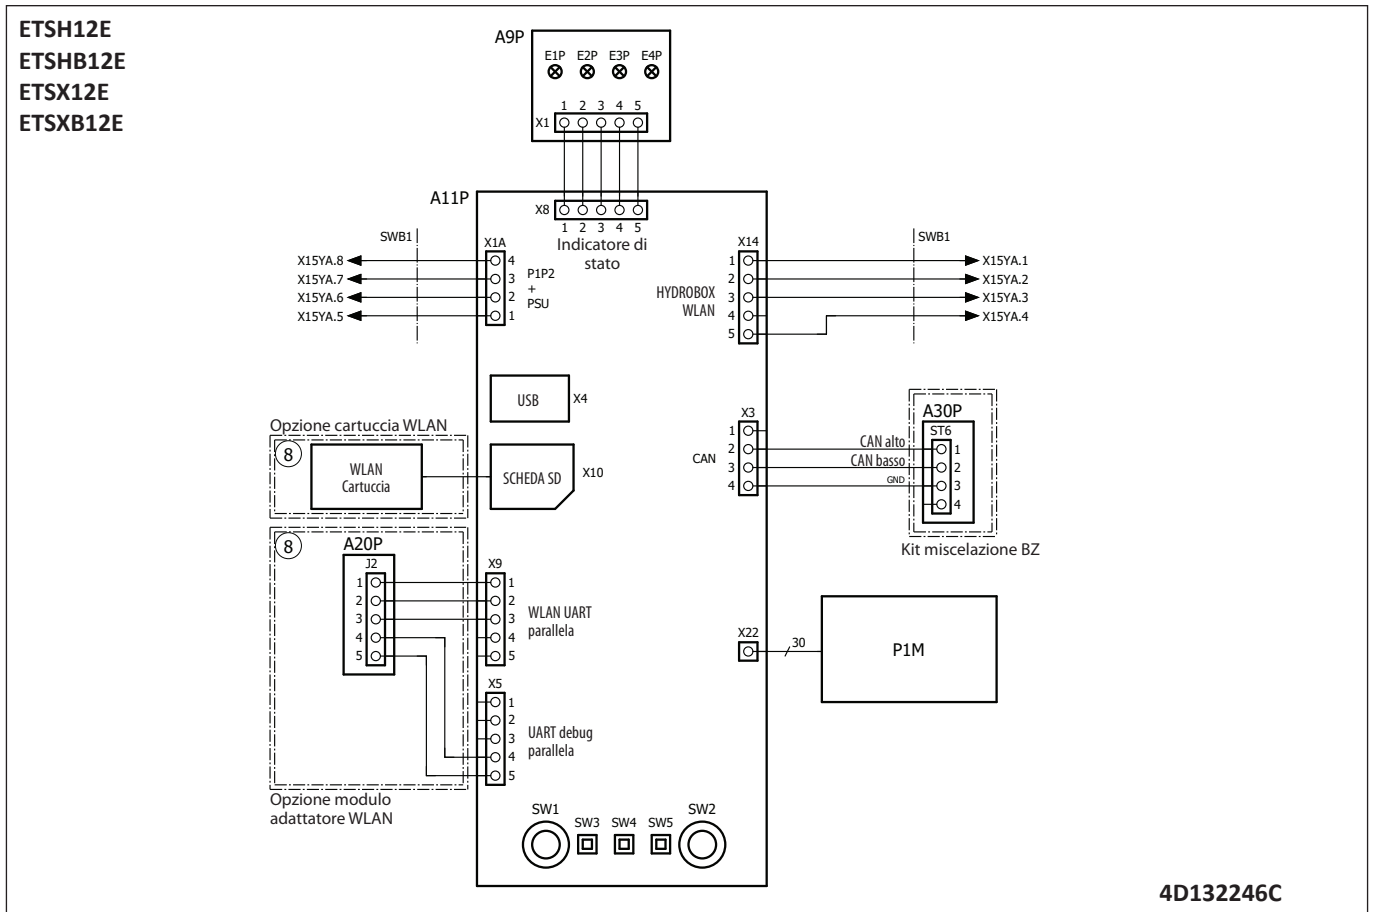 ETSH12E
ETSHB12E
ETSX12E
ETSXB12E
A9P
E1P E2P E3P E4P
1 2 3 4 5
X1
A11P
X8
1 2 3 4 5
Indicatore di
stato
SWB1
X1A
X15YA.8
4
X15YA.7
3
X15YA.6
2
X15YA.5
1
P1P2
+
PSU
X14
SWB1
1
X15YA.1
2
X15YA.2
3
X15YA.3
4
X15YA.4
5
HYDROBOX
WLAN
USB
X4
Opzione cartuccia WLAN
8
WLAN
Cartuccia
SCHEDA SD
X10
X3
1
2
3
4
CAN
CAN alto
CAN basso
GND
A30P
ST6
1
2
3
4
Kit miscelazione BZ
8
A20P
J2
1
2
3
4
5
X9
1
2
3
4
5
WLAN UART
parallela
X5
1
2
3
4
5
UART debug
parallela
Opzione modulo
adattatore WLAN
X22
30
P1M
SW1
SW3
SW4
SW5
SW2
4D132246C